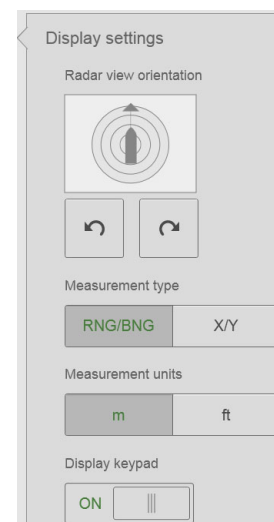 Display settings
Radar view orientation
Measurement type
RNG/BNG X/Y
Measurement units
m ft
Display keypad
ON